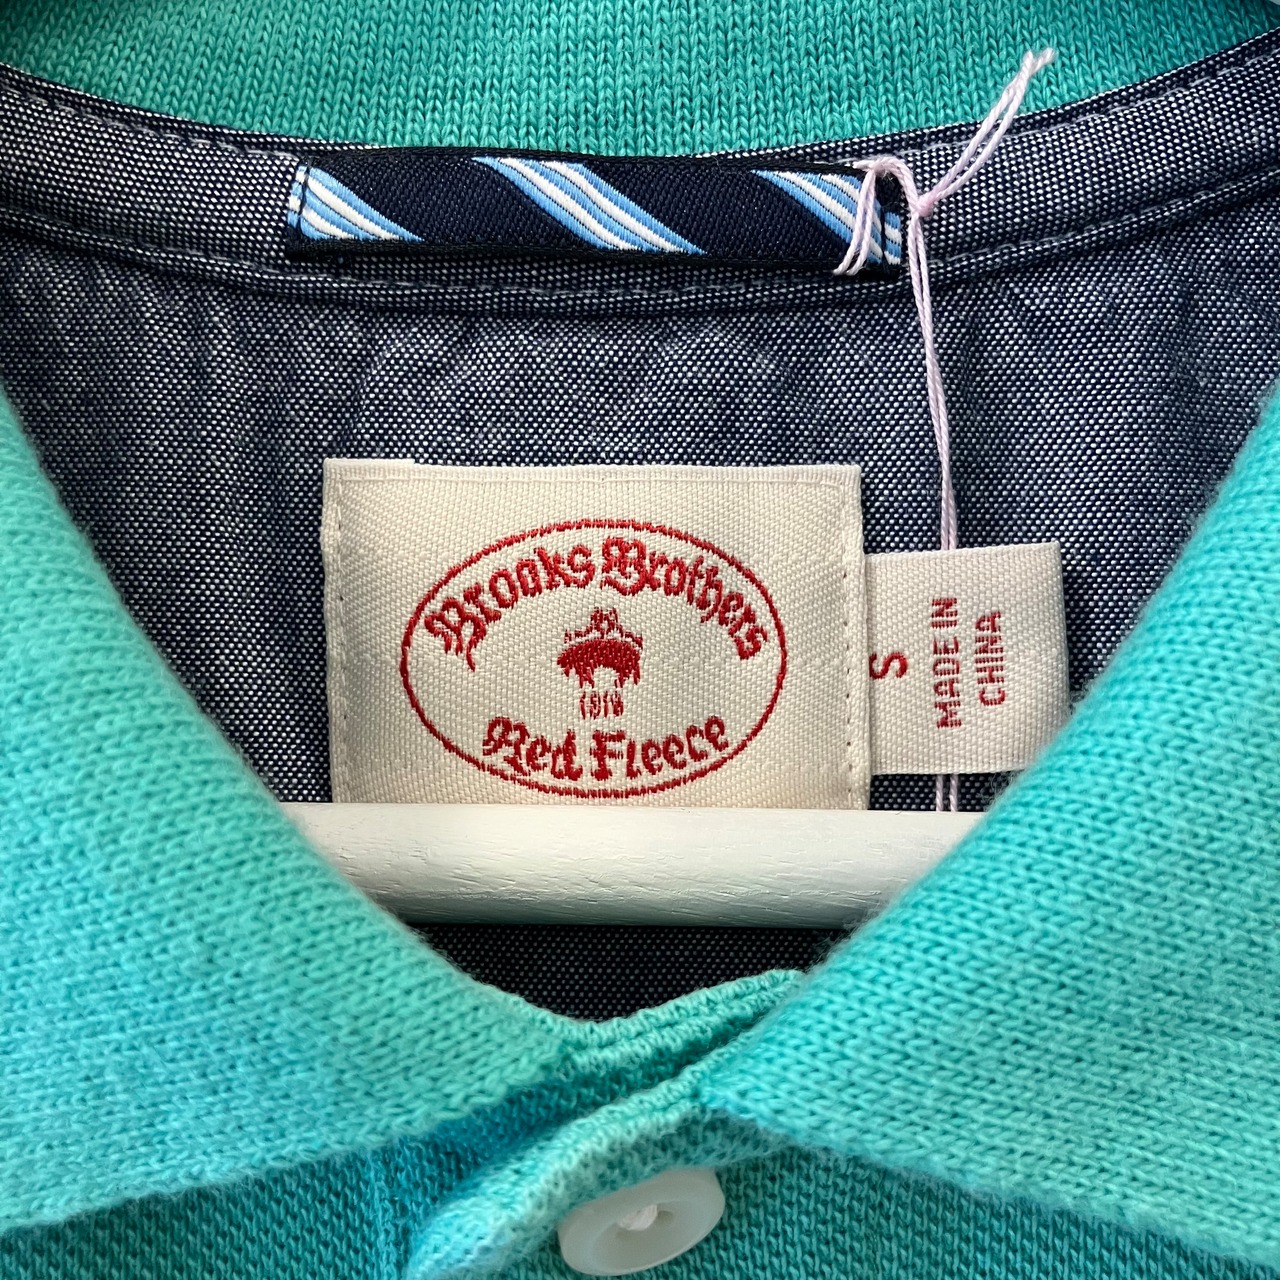 Brooks Brothers
1818
Red Fleece
S
MADE IN
CHINA